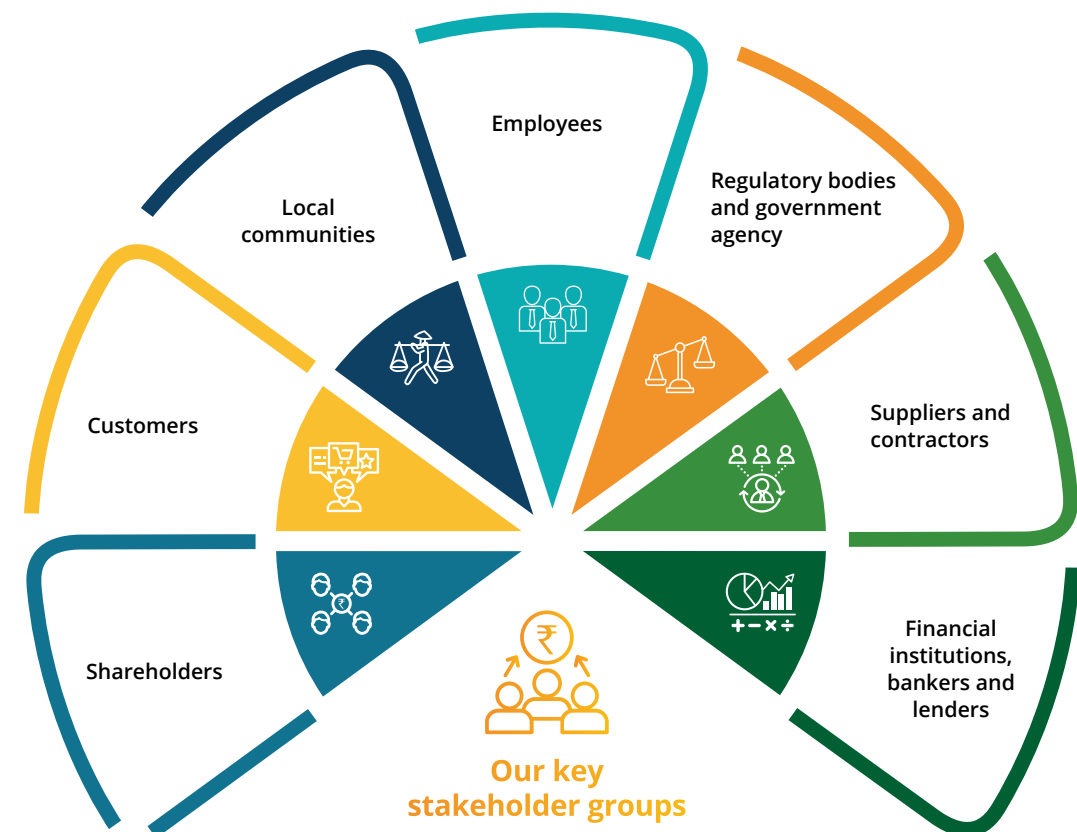 Employees
Regulatory bodies
and government
agency
Local
communities
Suppliers and
contractors
Customers
Financial
institutions,
bankers and
lenders
Shareholders
₹
₹
Our key
stakeholder groups